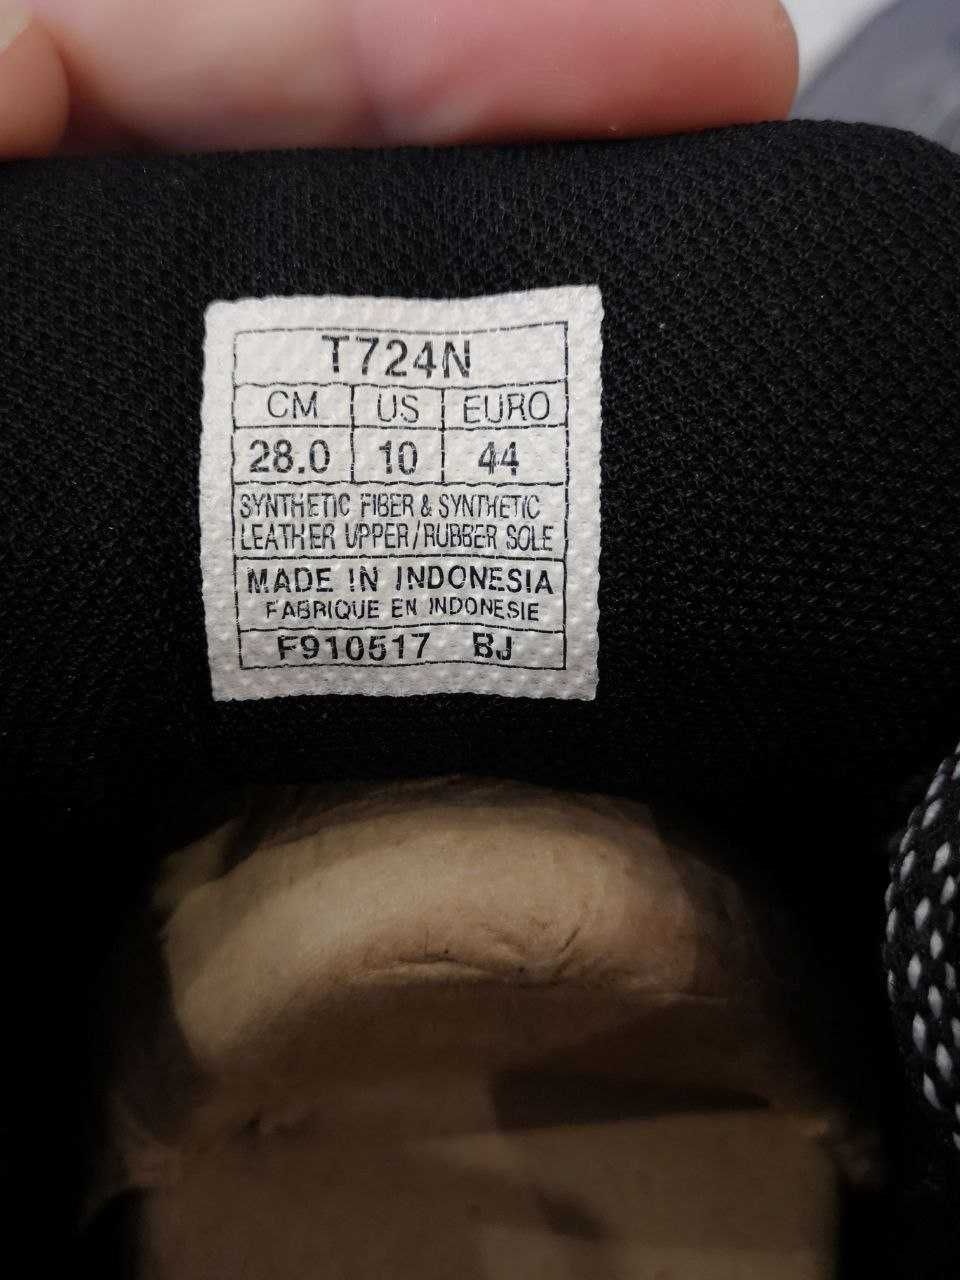 T724N
CM US EURO
28.0 10 44
SYNTHETIC FIBER & SYNTHETIC
LEATHER UPPER/RUBBER SOLE
MADE IN INDONESIA
FABRIQUE EN INDONESIE
F910517 BJ